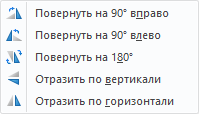 Повернуть на 90° вправо
Повернуть на 90° влево
Повернуть на 180°
Отразить по вертикали
Отразить по горизонтали